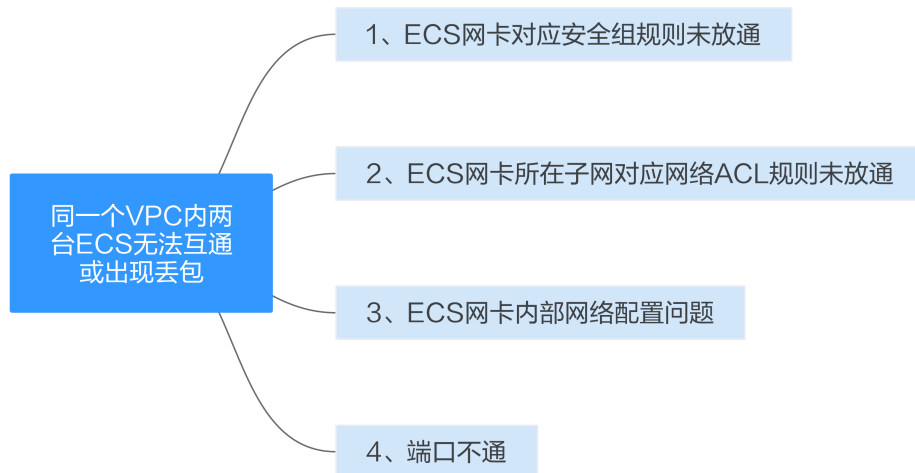 1、ECS网卡对应安全组规则未放通
2、ECS网卡所在子网对应网络ACL规则未放通
同一个VPC内两
台ECS无法互通
或出现丢包
3、ECS网卡内部网络配置问题
4、端口不通